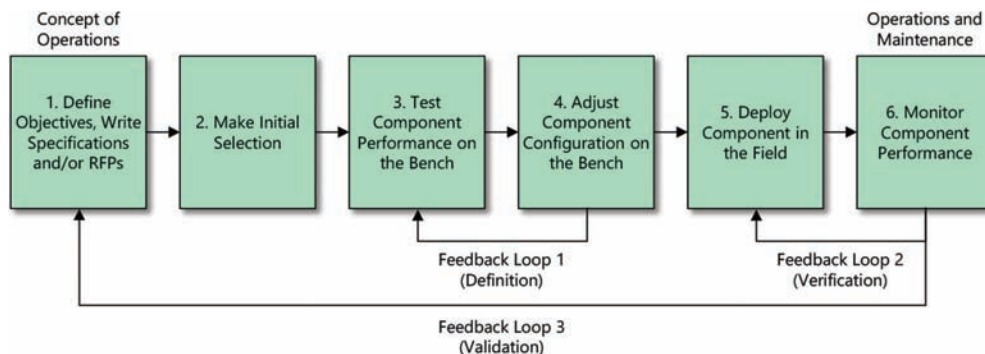 Concept of
Operations
Operations and
Maintenance
1. Define
Objectives, Write
Specifications
and/or RFPs
2. Make Initial
Selection
3. Test
Component
Performance on
the Bench
4. Adjust
Component
Configuration on
the Bench
5. Deploy
Component in
the Field
6. Monitor
Component
Performance
Feedback Loop 1
(Definition)
Feedback Loop 2
(Verification)
Feedback Loop 3
(Validation)